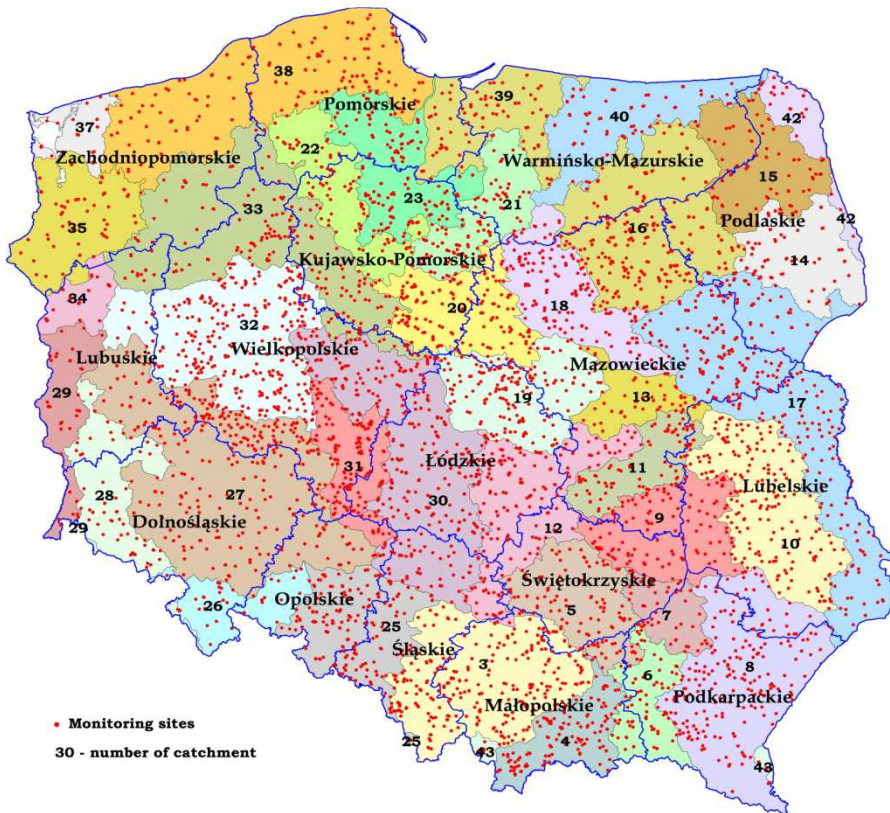 38
Pomorskie
39
40
42
37
Zachodniopomorskie
22
Warmińsko-Mazurskie
15
35
33
23
21
Podlaskie
42
16
14
Kujawsko-Pomorskie
34
20
18
32
Wielkopolskie
Lubuskie
Mazowieckie
29
19
13
17
31
Łódzkie
11
Lubelskie
28
27
30
9
29
Dolnośląskie
12
10
Świętokrzyskie
26
Opolskie
5
7
25
Śląskie
3
6
8
Małopolskie
Podkarpackie
Monitoring sites
25
43
4
43
30 - number of catchment